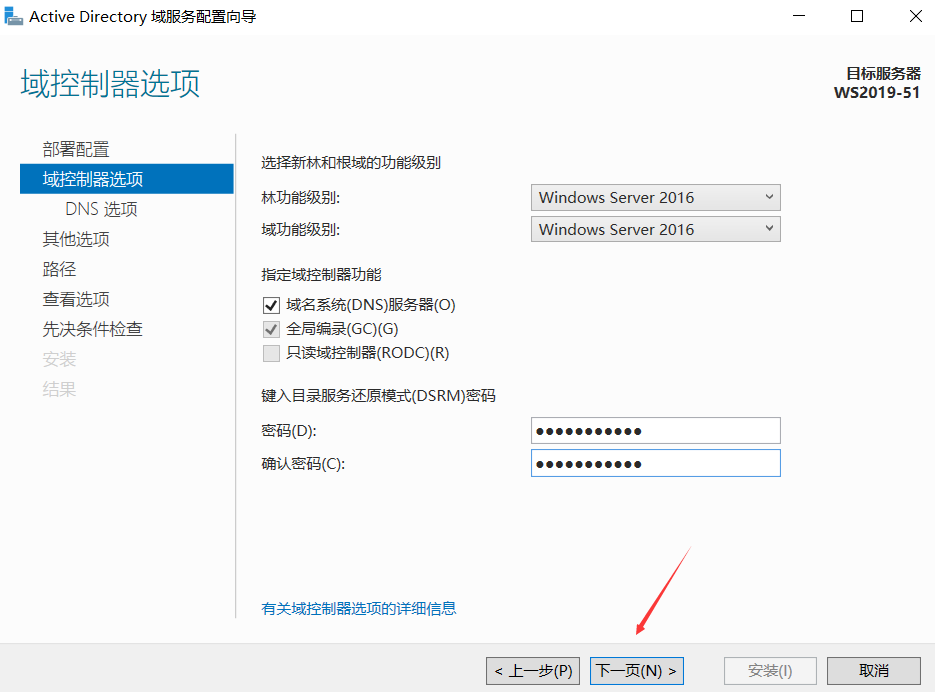 Active Directory 域服务配置向导
域控制器选项
目标服务器
WS2019-51
部署配置
域控制器选项
DNS 选项
其他选项
路径
查看选项
先决条件检查
安装
结果
选择新林和根域的功能级别
林功能级别: Windows Server 2016
域功能级别: Windows Server 2016
指定域控制器功能
域名系统(DNS)服务器(O)
全局编录(GC)(G)
只读域控制器(RODC)(R)
键入目录服务还原模式(DSRM)密码
密码(D): ●●●●●●●●●●●
确认密码(C): ●●●●●●●●●●●
有关域控制器选项的详细信息
< 上一步(P) 下一页(N) > 安装(I) 取消